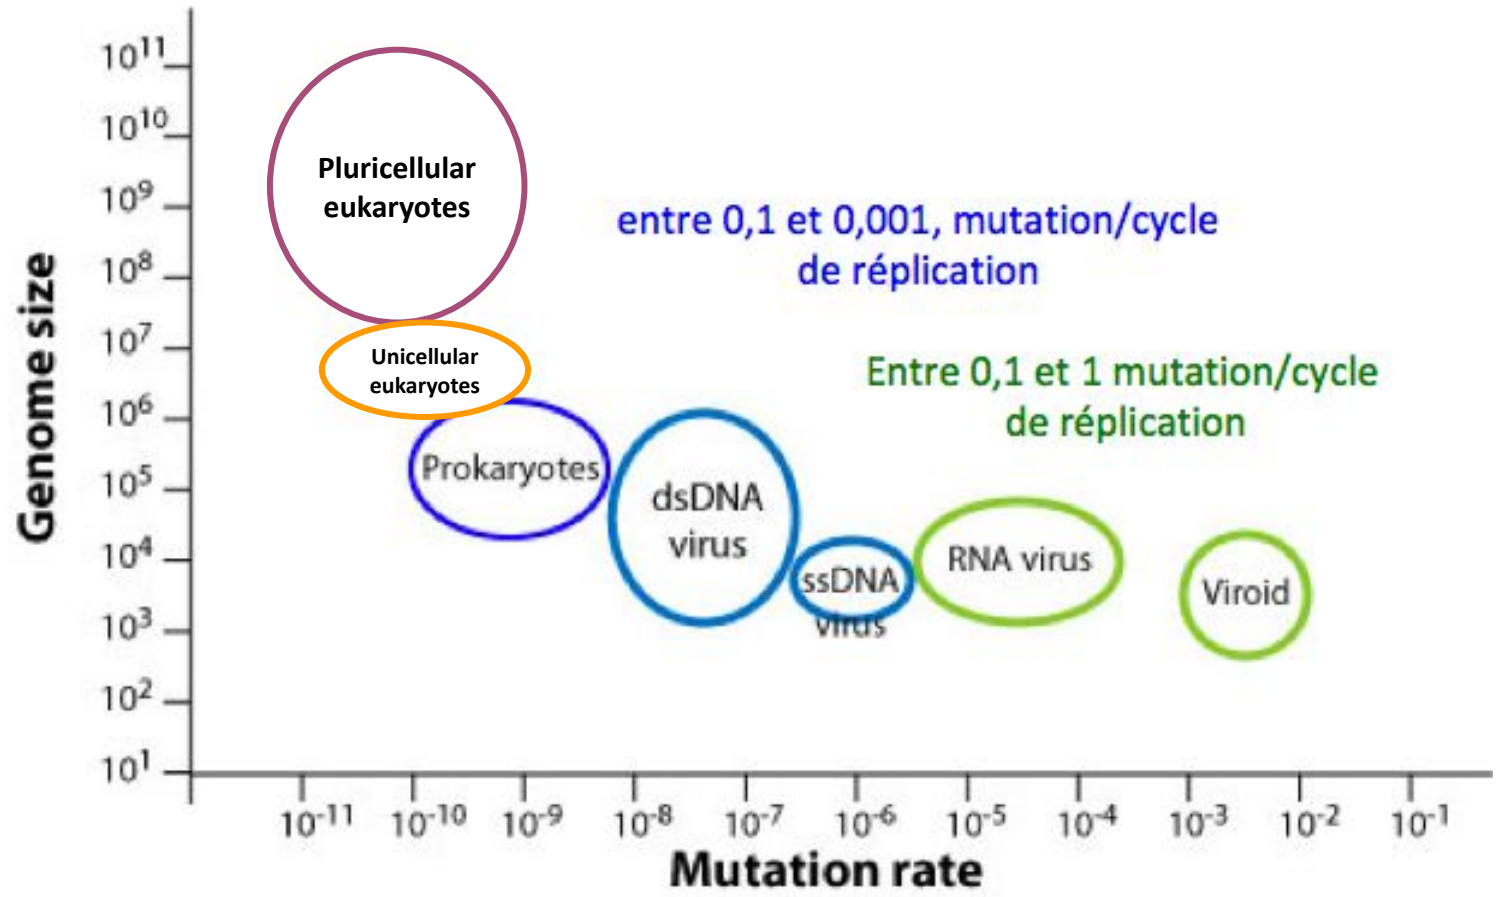 10¹¹
10¹⁰
10⁹
10⁸
10⁷
10⁶
10⁵
10⁴
10³
10²
10¹
Genome size
Pluricellular
eukaryotes
Unicellular
eukaryotes
Prokaryotes
dsDNA
virus
ssDNA
virus
RNA virus
Viroid
entre 0,1 et 0,001, mutation/cycle
de réplication
Entre 0,1 et 1 mutation/cycle
de réplication
10⁻¹¹ 10⁻¹⁰ 10⁻⁹ 10⁻⁸ 10⁻⁷ 10⁻⁶ 10⁻⁵ 10⁻⁴ 10⁻³ 10⁻² 10⁻¹
Mutation rate